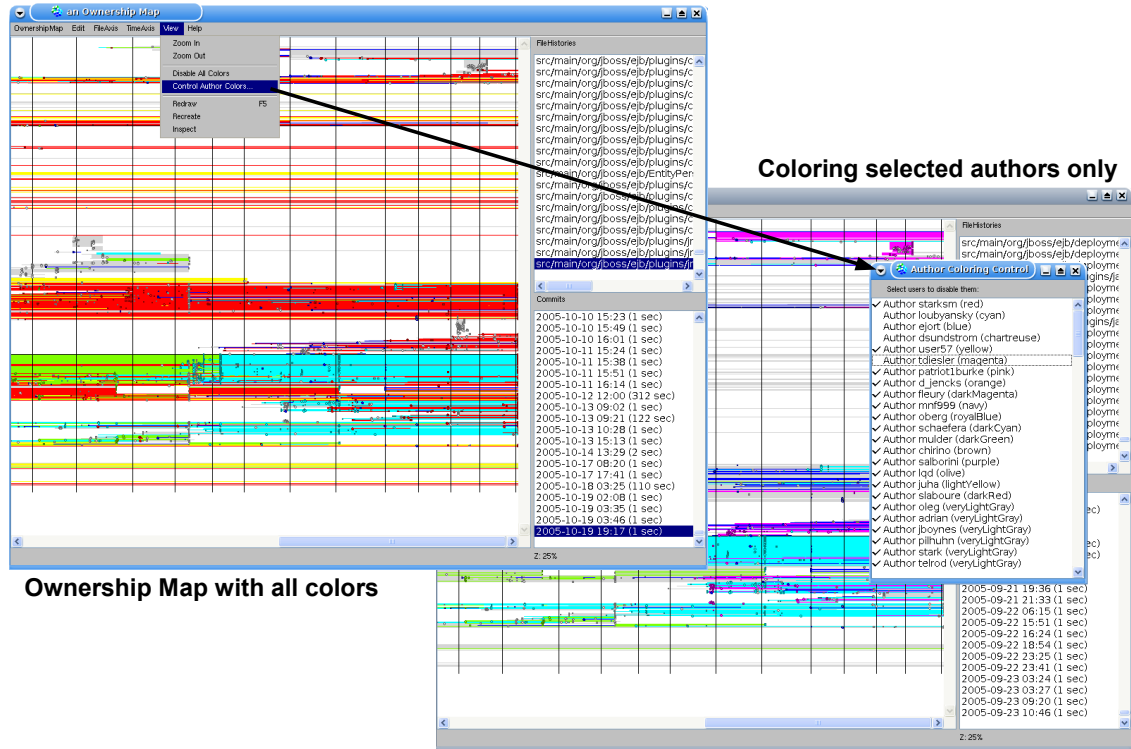 an Ownership Map
OwnershipMap Edit FileAxis TimeAxis View Help
Zoom In
Zoom Out
Disable All Colors
Control Author Colors...
Redraw F5
Recreate
Inspect
FileHistories
src/main/org/jboss/ejb/plugins/c
src/main/org/jboss/ejb/plugins/c
src/main/org/jboss/ejb/plugins/c
src/main/org/jboss/ejb/plugins/c
src/main/org/jboss/ejb/plugins/c
src/main/org/jboss/ejb/plugins/c
src/main/org/jboss/ejb/plugins/c
src/main/org/jboss/ejb/plugins/c
src/main/org/jboss/ejb/plugins/c
src/main/org/jboss/ejb/plugins/c
src/main/org/jboss/ejb/EntityPer
src/main/org/jboss/ejb/plugins/c
src/main/org/jboss/ejb/plugins/c
src/main/org/jboss/ejb/plugins/c
src/main/org/jboss/ejb/plugins/c
src/main/org/jboss/ejb/plugins/c
src/main/org/jboss/ejb/plugins/jr
src/main/org/jboss/ejb/plugins/jr
src/main/org/jboss/ejb/plugins/jr
Commits
2005-10-10 15:23 (1 sec)
2005-10-10 15:49 (1 sec)
2005-10-10 16:01 (1 sec)
2005-10-11 15:24 (1 sec)
2005-10-11 15:38 (1 sec)
2005-10-11 15:51 (1 sec)
2005-10-11 16:14 (1 sec)
2005-10-12 12:00 (312 sec)
2005-10-13 09:02 (1 sec)
2005-10-13 09:21 (122 sec)
2005-10-13 10:28 (1 sec)
2005-10-13 15:13 (1 sec)
2005-10-14 13:29 (2 sec)
2005-10-17 08:20 (1 sec)
2005-10-17 17:41 (1 sec)
2005-10-18 03:25 (110 sec)
2005-10-19 02:08 (1 sec)
2005-10-19 03:35 (1 sec)
2005-10-19 03:46 (1 sec)
2005-10-19 19:17 (1 sec)
Z: 25%
Ownership Map with all colors
Coloring selected authors only
FileHistories
src/main/org/jboss/ejb/deployme
src/main/org/jboss/ejb/deployme
Author Coloring Control
Select users to disable them:
Author starksm (red)
Author loubyansky (cyan)
Author ejort (blue)
Author dsundstrom (chartreuse)
Author user57 (yellow)
Author tdiesler (magenta)
Author patriot1burke (pink)
Author d_jencks (orange)
Author fleury (darkMagenta)
Author mnf999 (navy)
Author oberg (royalBlue)
Author schaefera (darkCyan)
Author mulder (darkGreen)
Author chirino (brown)
Author salborini (purple)
Author lqd (olive)
Author juha (lightYellow)
Author slaboure (darkRed)
Author oleg (veryLightGray)
Author adrian (veryLightGray)
Author jboynes (veryLightGray)
Author pilhuhn (veryLightGray)
Author stark (veryLightGray)
Author telrod (veryLightGray)
2005-09-21 19:36 (1 sec)
2005-09-21 21:33 (1 sec)
2005-09-22 06:15 (1 sec)
2005-09-22 15:51 (1 sec)
2005-09-22 16:24 (1 sec)
2005-09-22 18:54 (1 sec)
2005-09-22 23:25 (1 sec)
2005-09-22 23:41 (1 sec)
2005-09-23 03:24 (1 sec)
2005-09-23 03:27 (1 sec)
2005-09-23 09:20 (1 sec)
2005-09-23 10:46 (1 sec)
Z: 25%